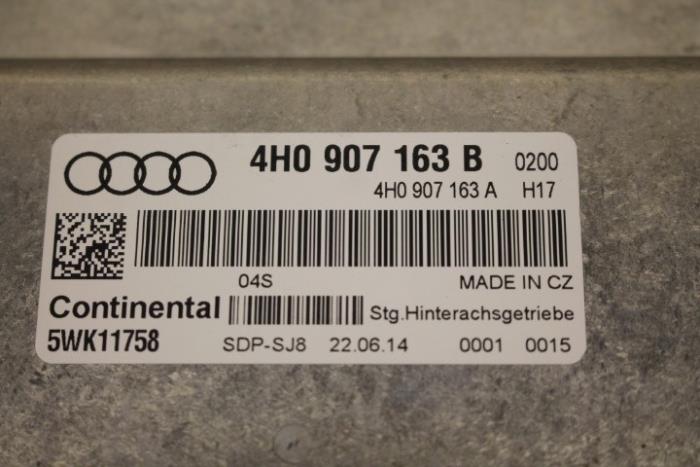 4H0 907 163 B 0200
4H0 907 163 A H17
04S MADE IN CZ
Continental Stg.Hinterachsgetriebe
5WK11758 SDP-SJ8 22.06.14 0001 0015